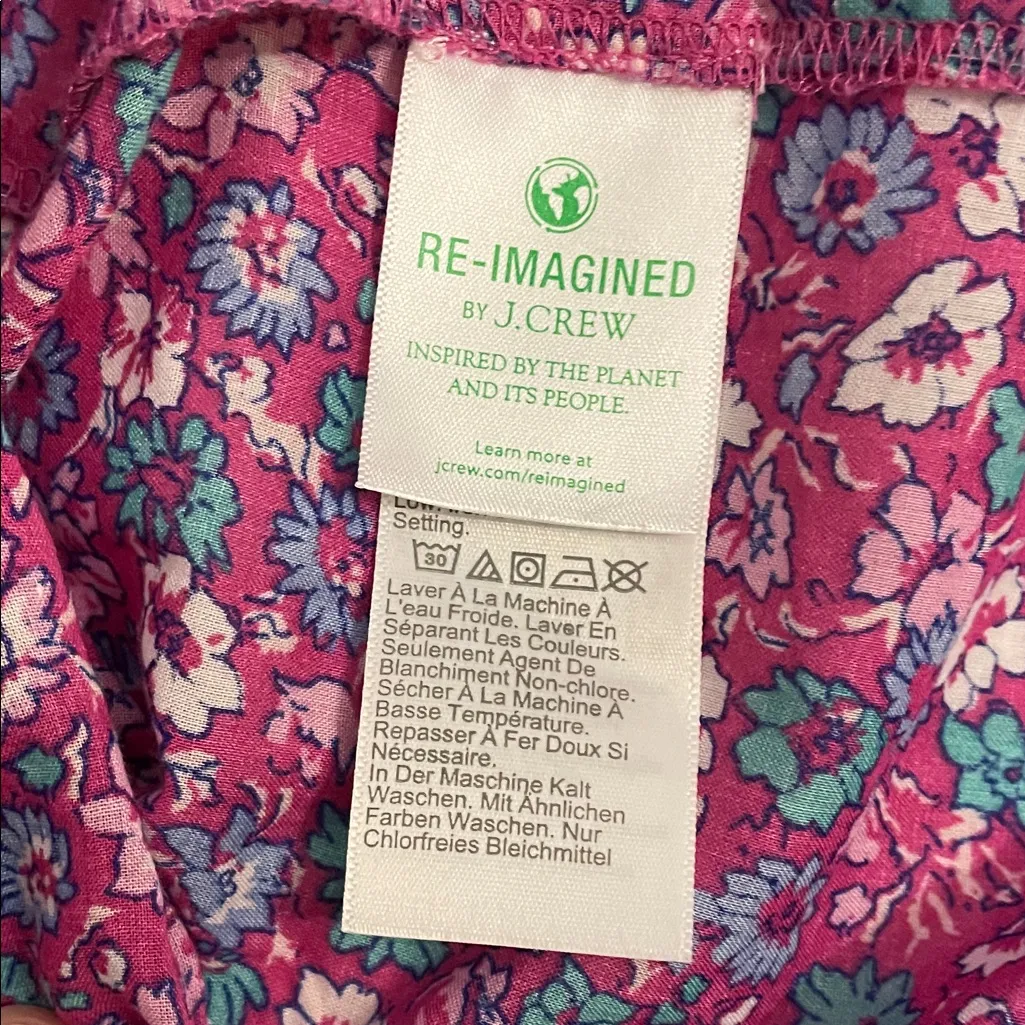 RE-IMAGINED
BY J.CREW
INSPIRED BY THE PLANET
AND ITS PEOPLE.
Learn more at
jcrew.com/reimagined
Setting.
30
Laver À La Machine À
L'eau Froide. Laver En
Séparant Les Couleurs.
Seulement Agent De
Blanchiment Non-chlore.
Sécher À La Machine À
Basse Température.
Repasser À Fer Doux Si
Nécessaire.
In Der Maschine Kalt
Waschen. Mit Ähnlichen
Farben Waschen. Nur
Chlorfreies Bleichmittel